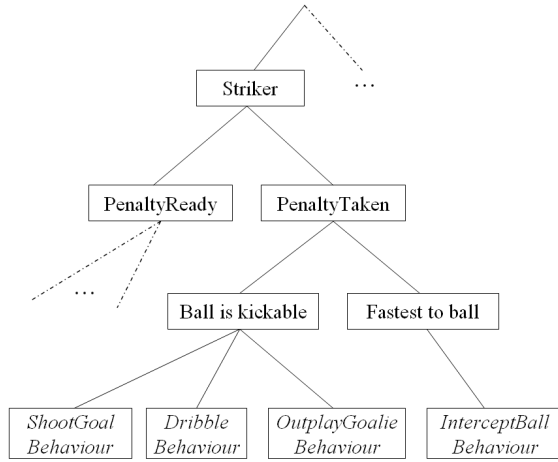 Striker
...
PenaltyReady
PenaltyTaken
...
Ball is kickable
Fastest to ball
ShootGoal
Behaviour
Dribble
Behaviour
OutplayGoalie
Behaviour
InterceptBall
Behaviour